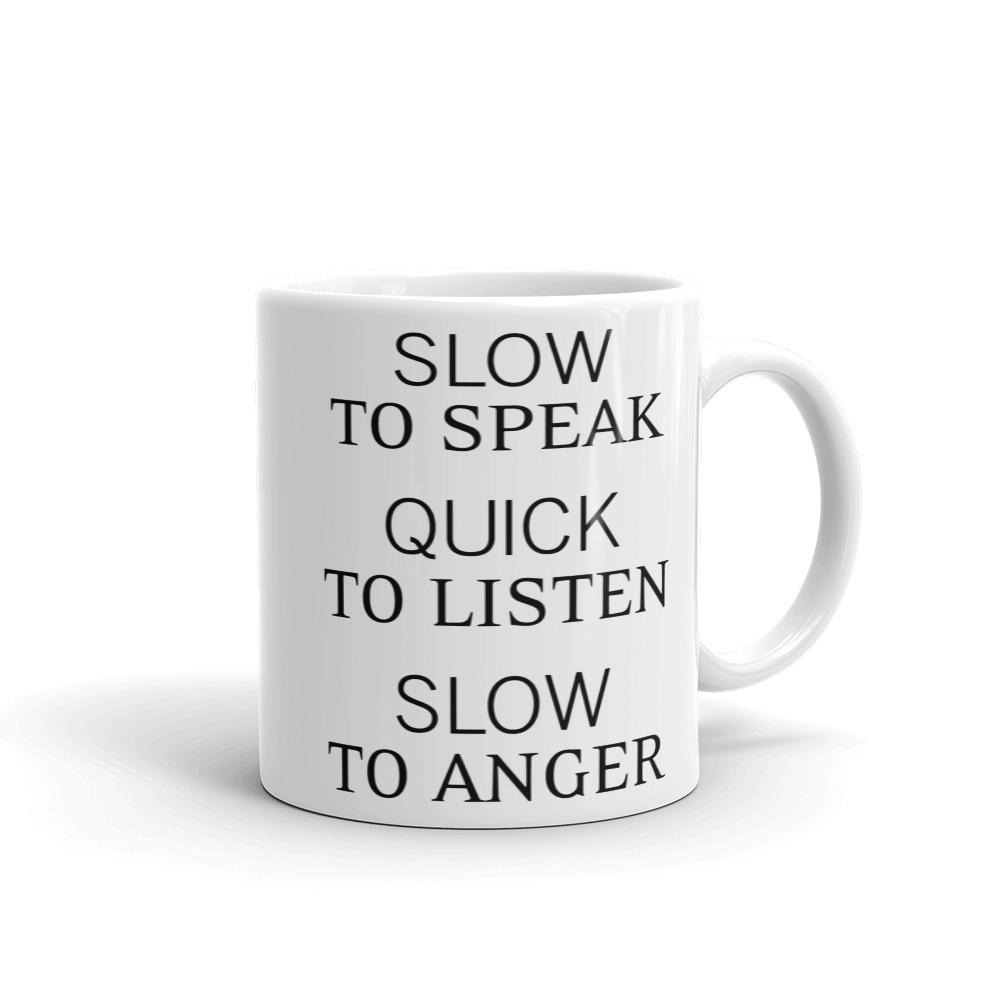 SLOW
TO SPEAK
QUICK
TO LISTEN
SLOW
TO ANGER